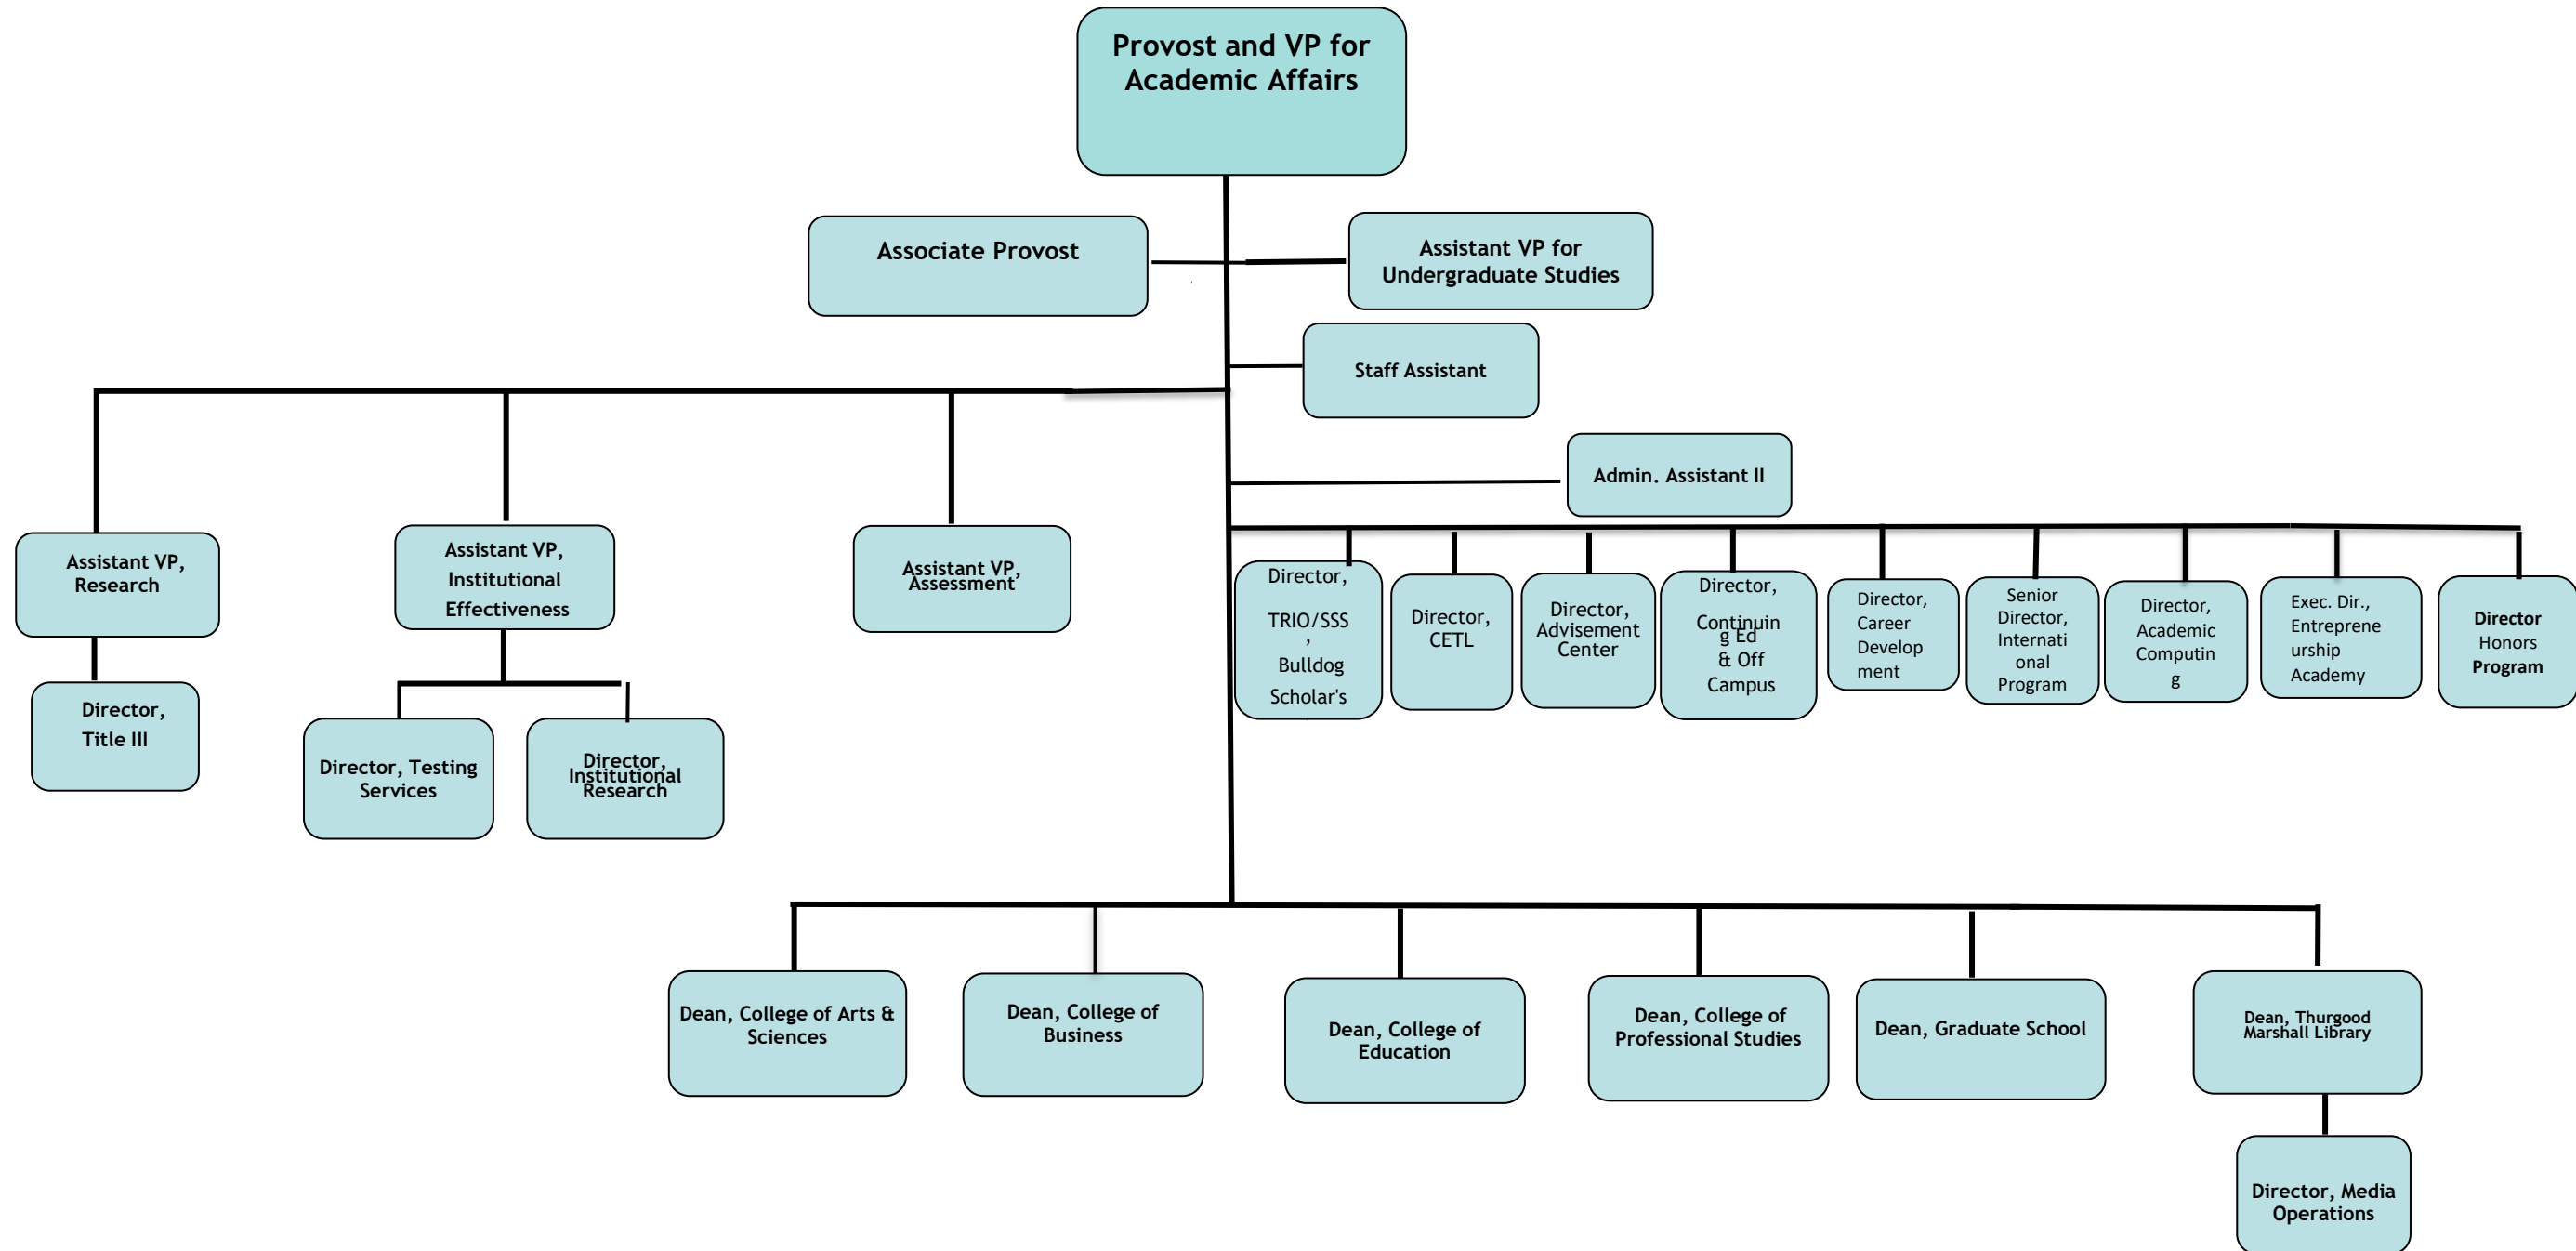 Provost and VP for
Academic Affairs
Associate Provost
Assistant VP for
Undergraduate Studies
Staff Assistant
Admin. Assistant II
Assistant VP,
Research
Assistant VP,
Institutional
Effectiveness
Assistant VP,
Assessment
Director,
TRIO/SSS
,
Bulldog
Scholar's
Director,
CETL
Director,
Advisement
Center
Director,
Continuin
g Ed
& Off
Campus
Director,
Career
Develop
ment
Senior
Director,
Internati
onal
Program
Director,
Academic
Computin
g
Exec. Dir.,
Entreprene
urship
Academy
Director
Honors
Program
Director,
Title III
Director, Testing
Services
Director,
Institutional
Research
Dean, College of Arts &
Sciences
Dean, College of
Business
Dean, College of
Education
Dean, College of
Professional Studies
Dean, Graduate School
Dean, Thurgood
Marshall Library
Director, Media
Operations